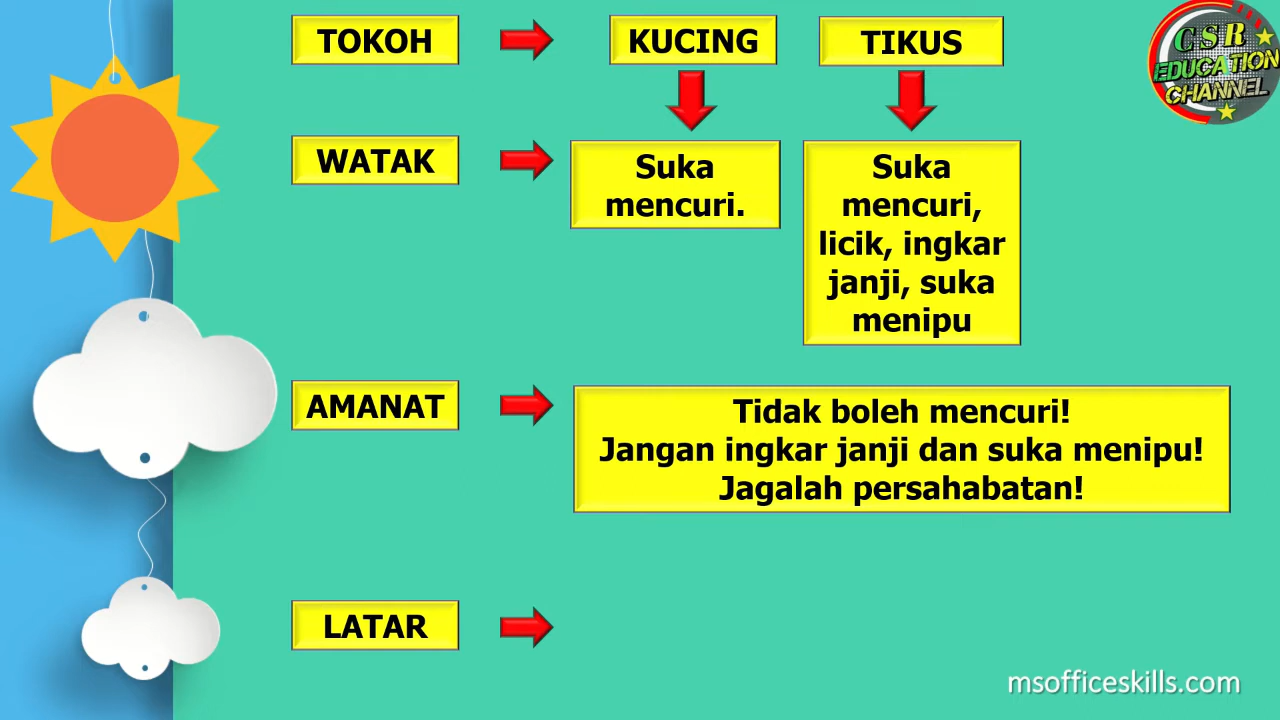 TOKOH
KUCING
TIKUS
CSR
EDUCATION
CHANNEL
WATAK
Suka
mencuri.
Suka
mencuri,
licik, ingkar
janji, suka
menipu
AMANAT
Tidak boleh mencuri!
Jangan ingkar janji dan suka menipu!
Jagalah persahabatan!
LATAR
msofficeskills.com